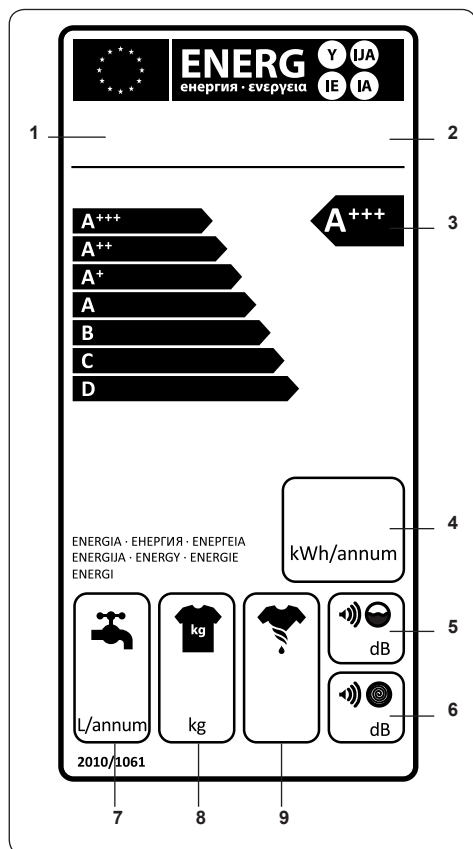 ENERG Y IJA
енергия · ενεργεια IE IA
1 2
A+++ A+++
3
A++
A+
A
B
C
D
4
kWh/annum
ENERGIA · ЕНЕРГИЯ · ΕΝΕΡΓΕΙΑ
ENERGIJA · ENERGY · ENERGIE
ENERGI
kg
5
dB
6
L/annum kg dB
2010/1061
7 8 9